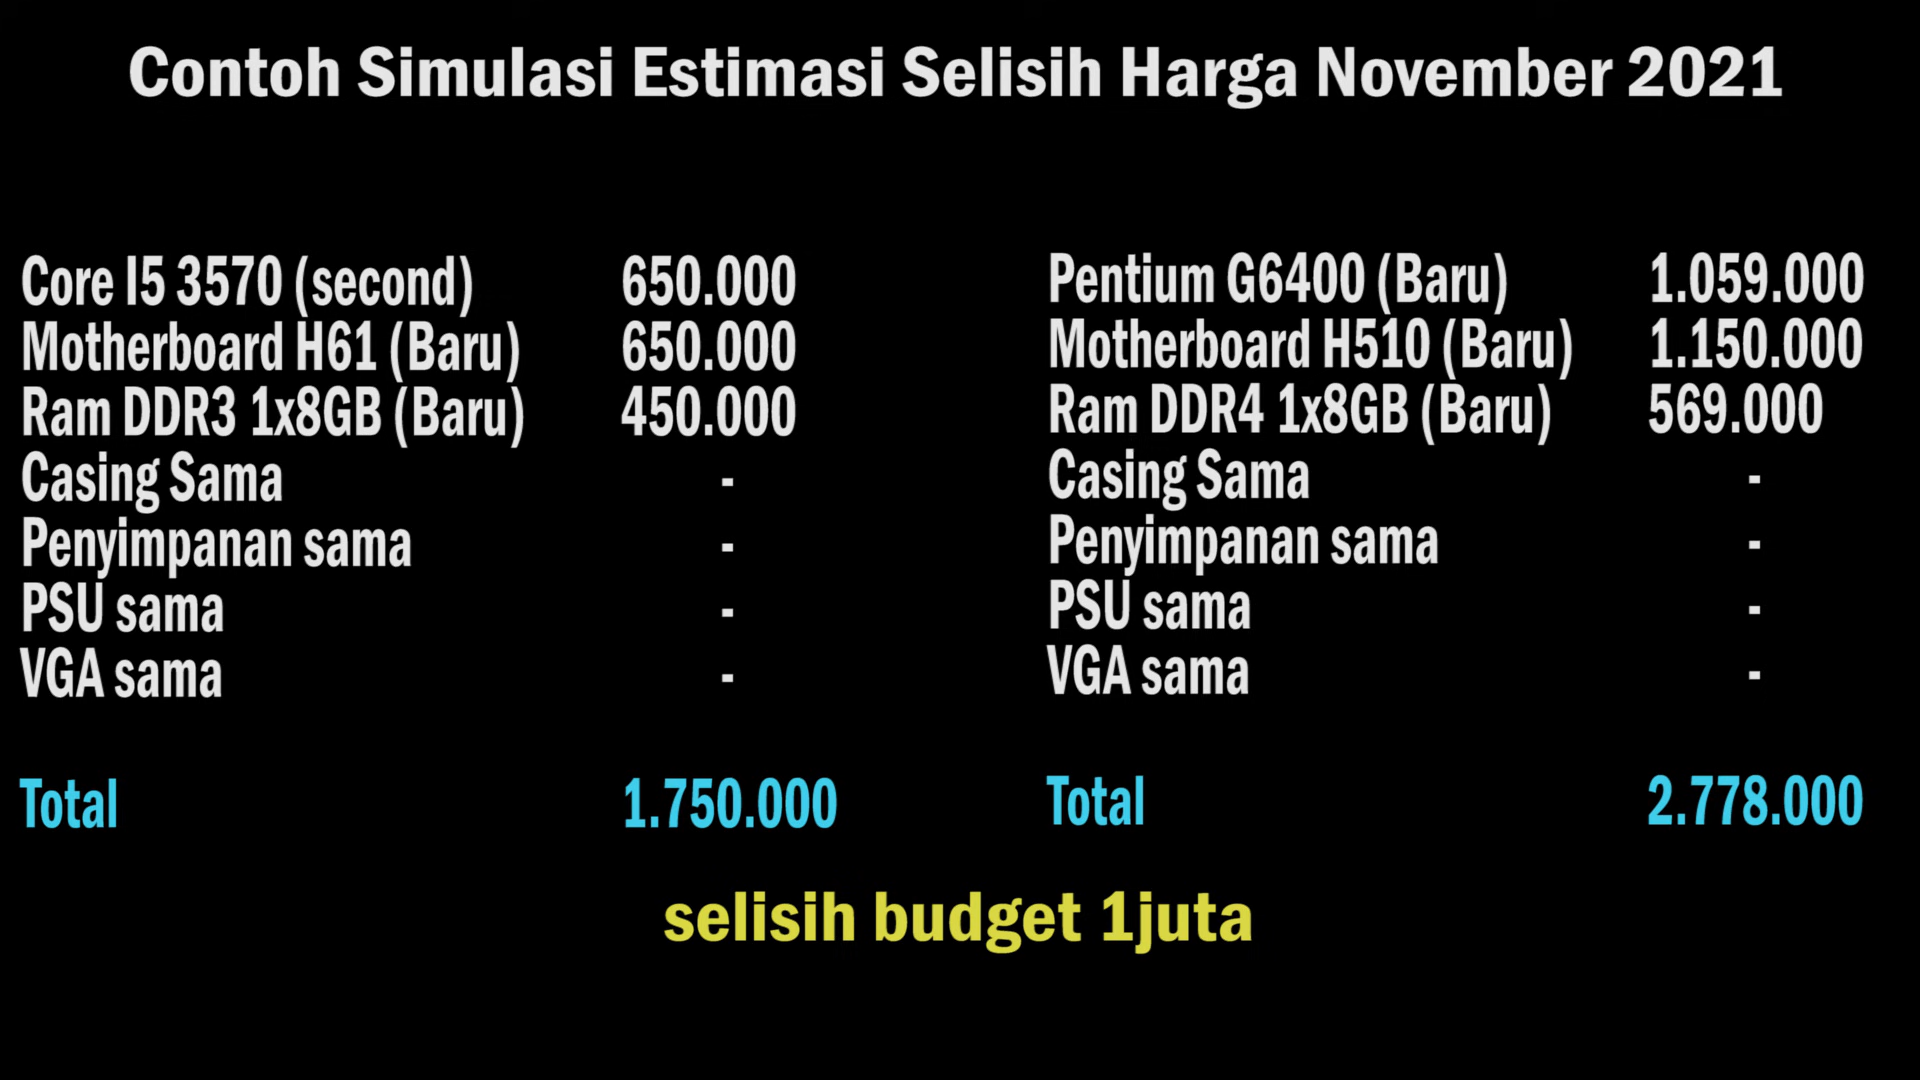 Contoh Simulasi Estimasi Selisih Harga November 2021
Core I5 3570 (second) 650.000
Motherboard H61 (Baru) 650.000
Ram DDR3 1x8GB (Baru) 450.000
Casing Sama -
Penyimpanan sama -
PSU sama -
VGA sama -
Total 1.750.000
Pentium G6400 (Baru) 1.059.000
Motherboard H510 (Baru) 1.150.000
Ram DDR4 1x8GB (Baru) 569.000
Casing Sama -
Penyimpanan sama -
PSU sama -
VGA sama -
Total 2.778.000
selisih budget 1juta